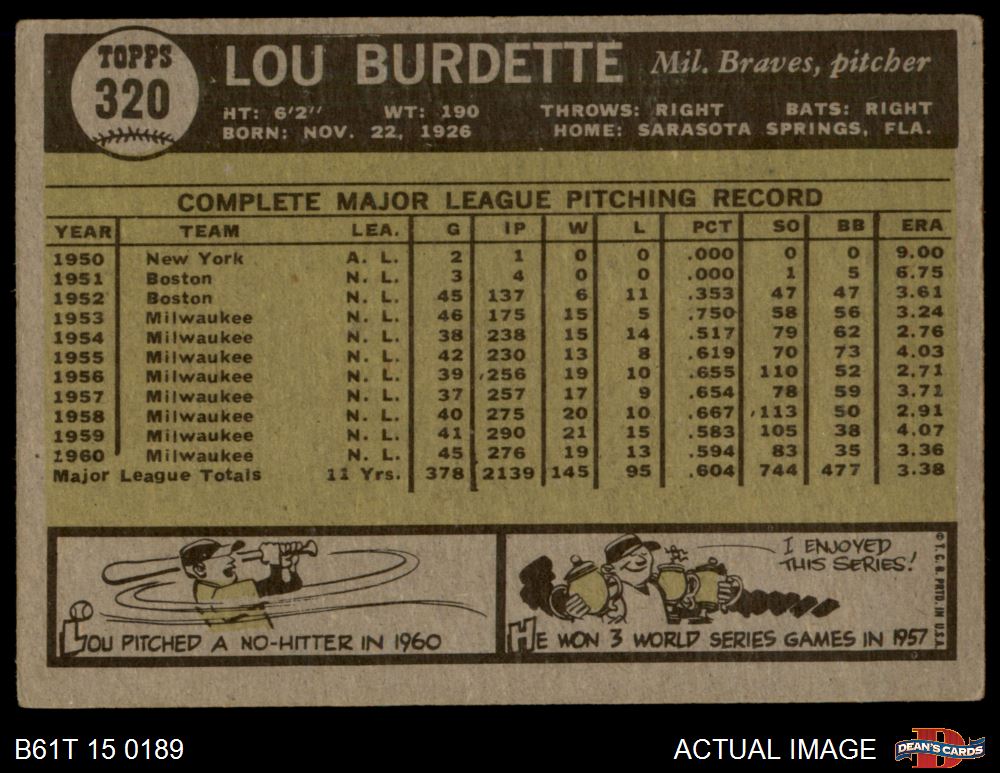 TOPPS
320
LOU BURDETTE Mil. Braves, pitcher
HT: 6'2" WT: 190 THROWS: RIGHT BATS: RIGHT
BORN: NOV. 22, 1926 HOME: SARASOTA SPRINGS, FLA.
COMPLETE MAJOR LEAGUE PITCHING RECORD
YEAR TEAM LEA. G IP W L PCT SO BB ERA
1950 New York A. L. 2 1 0 0 .000 0 0 9.00
1951 Boston N. L. 3 4 0 0 .000 1 5 6.75
1952 Boston N. L. 45 137 6 11 .353 47 47 3.61
1953 Milwaukee N. L. 46 175 15 5 .750 58 56 3.24
1954 Milwaukee N. L. 38 238 15 14 .517 79 62 2.76
1955 Milwaukee N. L. 42 230 13 8 .619 70 73 4.03
1956 Milwaukee N. L. 39 256 19 10 .655 110 52 2.71
1957 Milwaukee N. L. 37 257 17 9 .654 78 59 3.71
1958 Milwaukee N. L. 40 275 20 10 .667 113 50 2.91
1959 Milwaukee N. L. 41 290 21 15 .583 105 38 4.07
1960 Milwaukee N. L. 45 276 19 13 .594 83 35 3.36
Major League Totals 11 Yrs. 378 2139 145 95 .604 744 477 3.38
LOU PITCHED A NO-HITTER IN 1960
I ENJOYED
THIS SERIES!
HE WON 3 WORLD SERIES GAMES IN 1957
© T. C. G. PRTD. IN U.S.A.
B61T 15 0189
ACTUAL IMAGE
DEAN'S CARDS